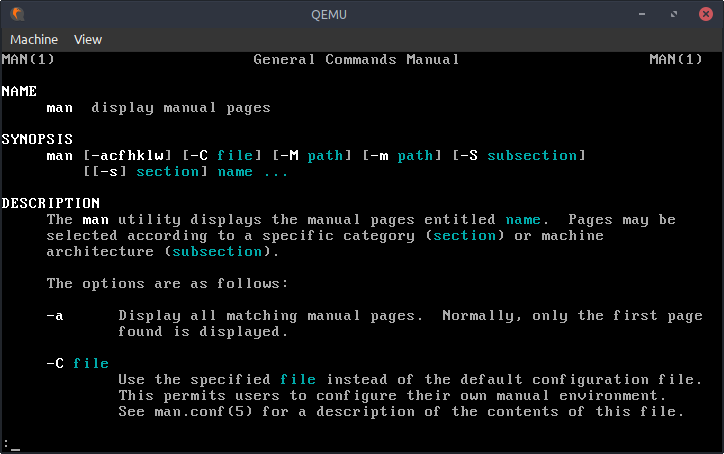 QEMU
Machine View
MAN(1) General Commands Manual MAN(1)
NAME
man display manual pages
SYNOPSIS
man [-acfhklw] [-C file] [-M path] [-m path] [-S subsection]
[[-s] section] name ...
DESCRIPTION
The man utility displays the manual pages entitled name. Pages may be
selected according to a specific category (section) or machine
architecture (subsection).
The options are as follows:
-a Display all matching manual pages. Normally, only the first page
found is displayed.
-C file
Use the specified file instead of the default configuration file.
This permits users to configure their own manual environment.
See man.conf(5) for a description of the contents of this file.
:_